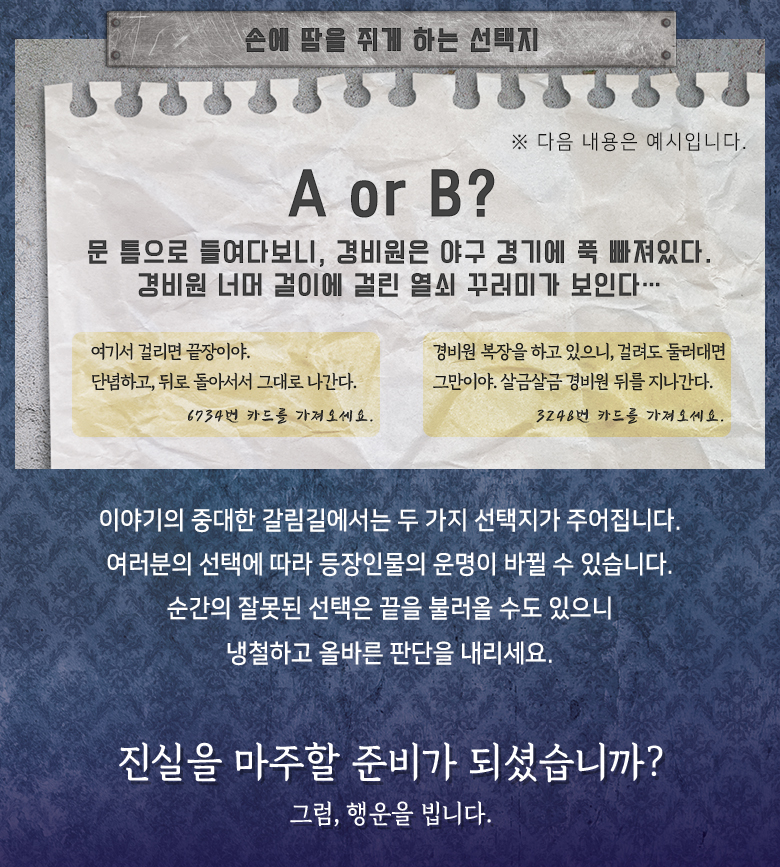 손에 땀을 쥐게 하는 선택지
※ 다음 내용은 예시입니다.
A or B?
문 틈으로 들여다보니, 경비원은 야구 경기에 푹 빠져있다.
경비원 너머 걸이에 걸린 열쇠 꾸러미가 보인다…
여기서 걸리면 끝장이야.
단념하고, 뒤로 돌아서서 그대로 나간다.
6734번 카드를 가져오세요.
경비원 복장을 하고 있으니, 걸려도 둘러대면
그만이야. 살금살금 경비원 뒤를 지나간다.
3248번 카드를 가져오세요.
이야기의 중대한 갈림길에서는 두 가지 선택지가 주어집니다.
여러분의 선택에 따라 등장인물의 운명이 바뀔 수 있습니다.
순간의 잘못된 선택은 끝을 불러올 수도 있으니
냉철하고 올바른 판단을 내리세요.
진실을 마주할 준비가 되셨습니까?
그럼, 행운을 빕니다.